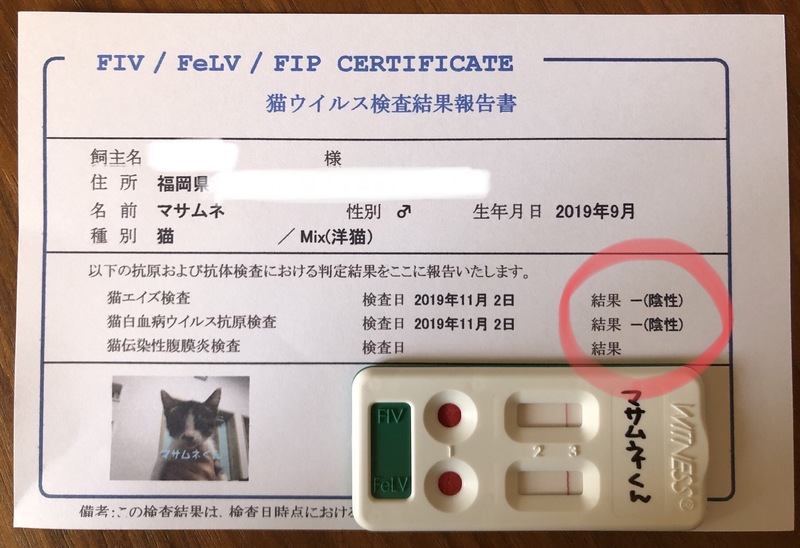 FIV / FeLV / FIP CERTIFICATE
猫ウイルス検査結果報告書
飼主名 様
住 所 福岡県
名 前 マサムネ 性別 ♂ 生年月日 2019年9月
種 別 猫 ／ Mix(洋猫)
以下の抗原および抗体検査における判定結果をここに報告いたします。
猫エイズ検査 検査日 2019年11月 2日 結果 －(陰性)
猫白血病ウイルス抗原検査 検査日 2019年11月 2日 結果 －(陰性)
猫伝染性腹膜炎検査 検査日 結果
マサムネくん
FIV
1 2 3
FeLV
マサムネくん
WITNESS®
備考:この検査結果は、検査日時点における